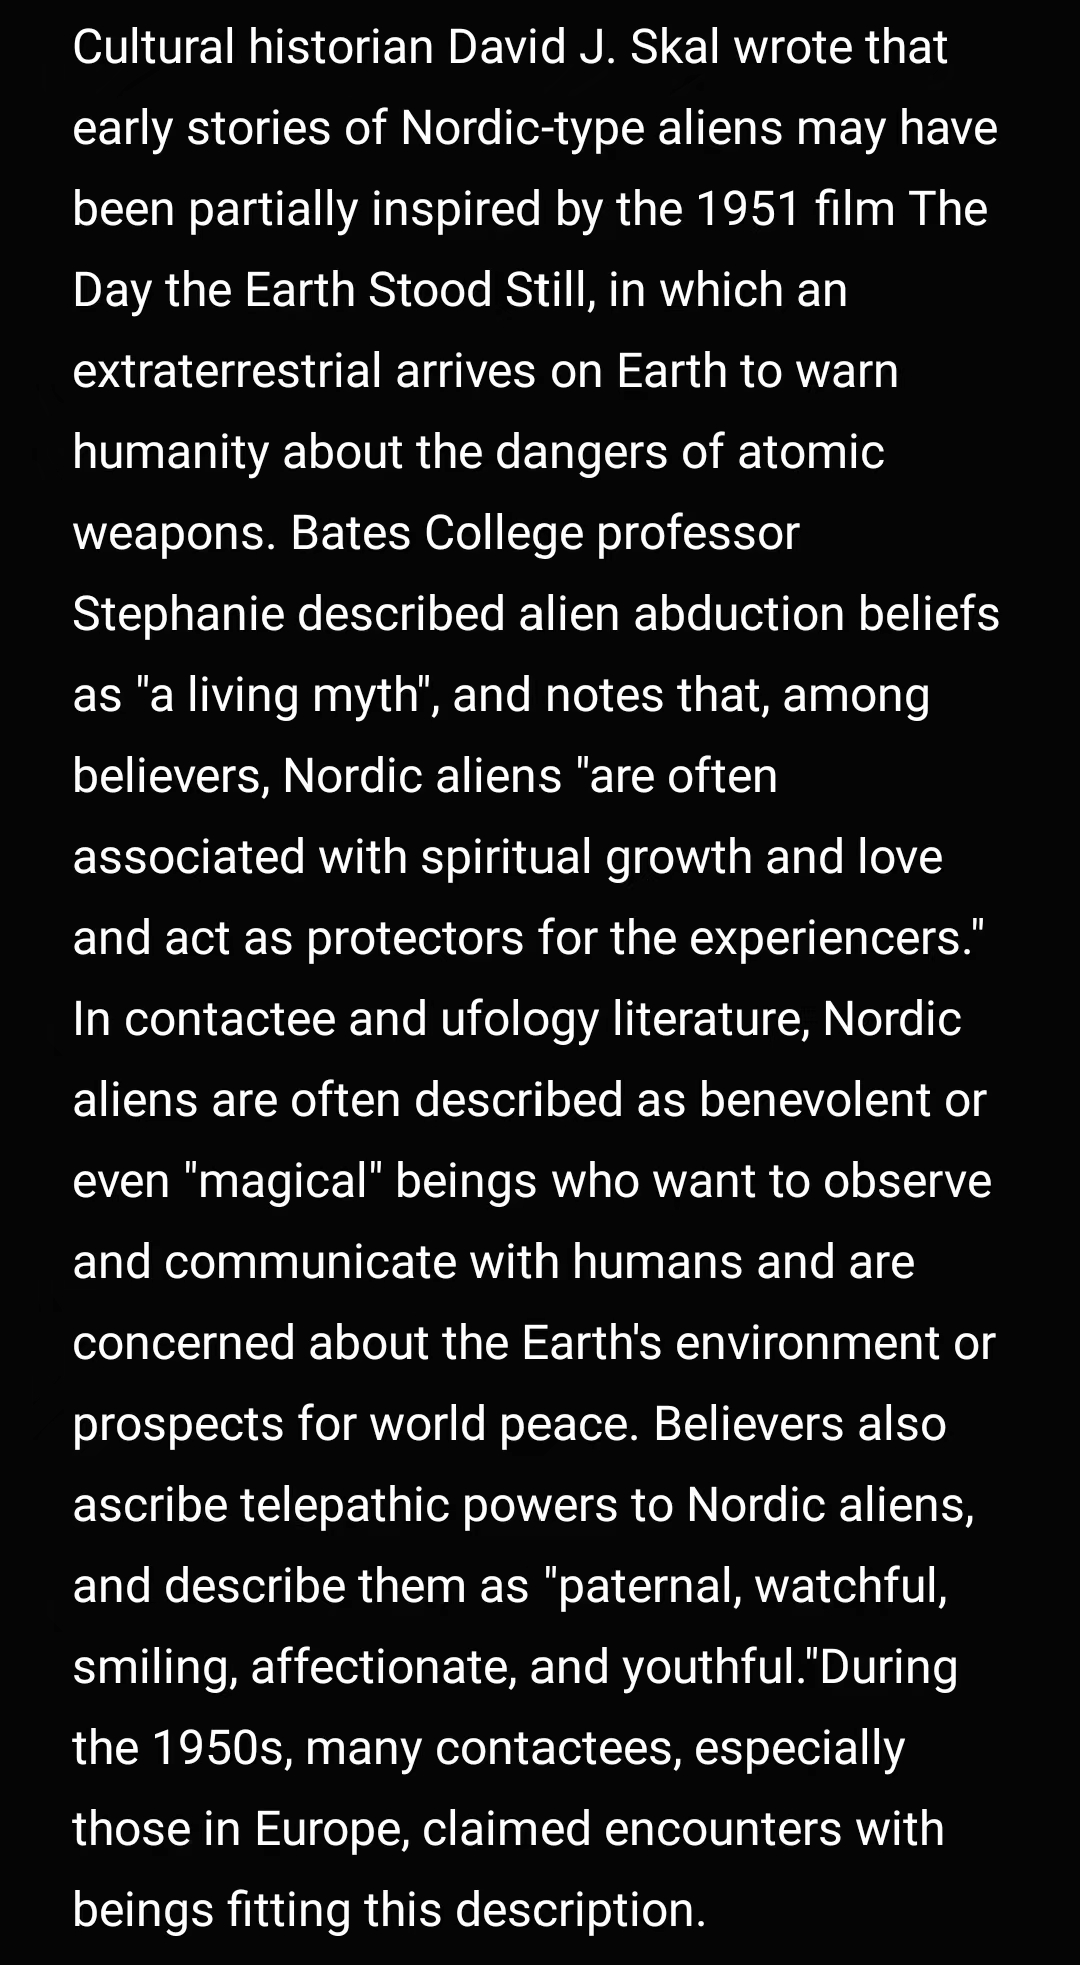 Cultural historian David J. Skal wrote that
early stories of Nordic-type aliens may have
been partially inspired by the 1951 film The
Day the Earth Stood Still, in which an
extraterrestrial arrives on Earth to warn
humanity about the dangers of atomic
weapons. Bates College professor
Stephanie described alien abduction beliefs
as "a living myth", and notes that, among
believers, Nordic aliens "are often
associated with spiritual growth and love
and act as protectors for the experiencers."
In contactee and ufology literature, Nordic
aliens are often described as benevolent or
even "magical" beings who want to observe
and communicate with humans and are
concerned about the Earth's environment or
prospects for world peace. Believers also
ascribe telepathic powers to Nordic aliens,
and describe them as "paternal, watchful,
smiling, affectionate, and youthful."During
the 1950s, many contactees, especially
those in Europe, claimed encounters with
beings fitting this description.